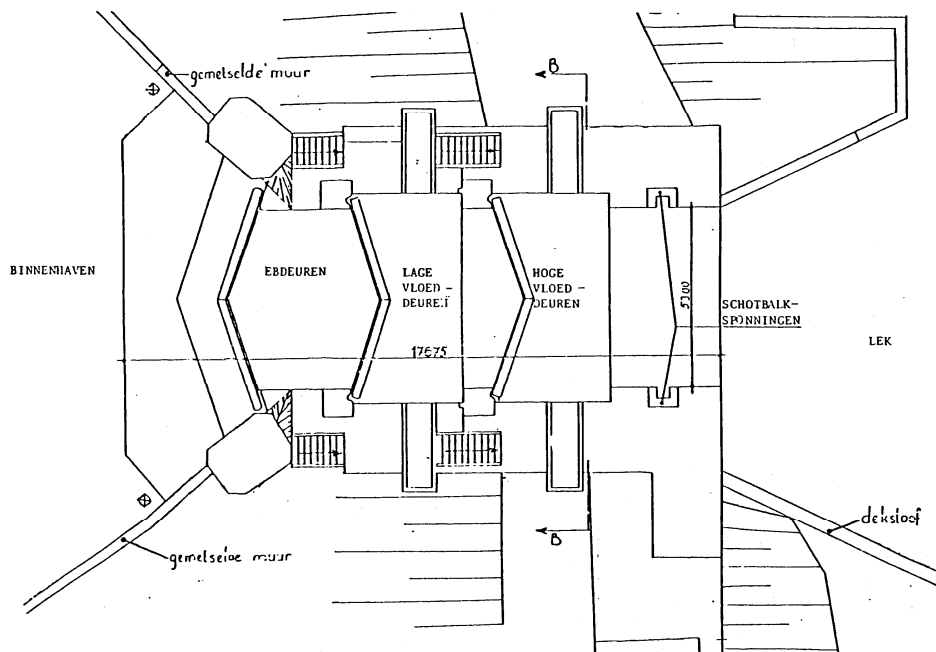 gemetselde muur
B
BINNENHAVEN
EBDEUREN
LAGE
VLOED-
DEUREN
HOGE
VLOED-
DEUREN
5300
SCHOTBALK-
SPONNINGEN
LEK
17675
B
deksloof
gemetselde muur